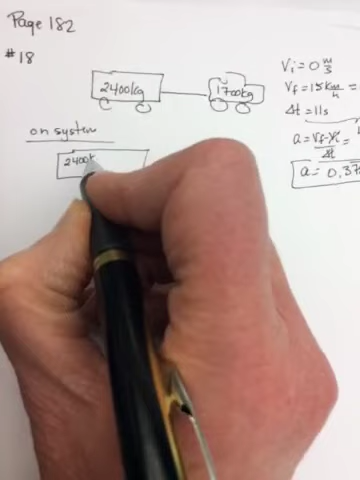 Page 182
#18
2400kg
1700kg
Vi = 0 m/s
Vf = 15 km/h =
Δt = 11s
a = Vf-Vi/Δt =
a = 0.37
on system
2400k